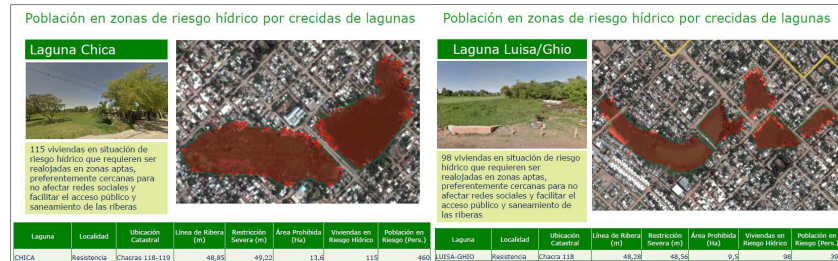 Población en zonas de riesgo hídrico por crecidas de lagunas
Laguna Chica
115 viviendas en situación de
riesgo hídrico que requieren ser
realojadas en zonas aptas,
preferentemente cercanas para
no afectar redes sociales y
facilitar el acceso público y
saneamiento de las riberas
Laguna Localidad Ubicación Catastral Línea de Ribera (m) Restricción Severa (m) Área Prohibida (Ha) Viviendas en Riesgo Hídrico Población en Riesgo (Pers.)
CHICA Resistencia Chacras 118-119 48,85 49,22 13,6 115 460
Población en zonas de riesgo hídrico por crecidas de lagunas
Laguna Luisa/Ghio
98 viviendas en situación de riesgo
hídrico que requieren ser
realojadas en zonas aptas,
preferentemente cercanas para no
afectar redes sociales y facilitar el
acceso público y saneamiento de
las riberas
Laguna Localidad Ubicación Catastral Línea de Ribera (m) Restricción Severa (m) Área Prohibida (Ha) Viviendas en Riesgo Hídrico Población en Riesgo (Pers.)
LUISA-GHIO Resistencia Chacra 118 48,28 48,56 9,5 98